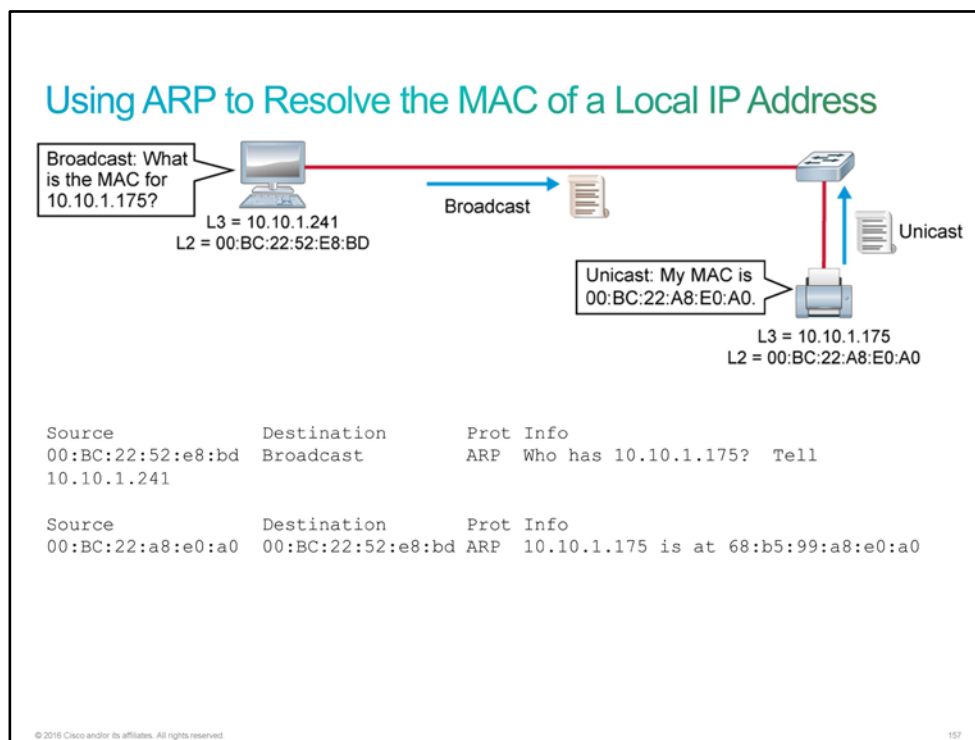 Using ARP to Resolve the MAC of a Local IP Address
Broadcast: What
is the MAC for
10.10.1.175?
L3 = 10.10.1.241
L2 = 00:BC:22:52:E8:BD
Broadcast
Unicast
Unicast: My MAC is
00:BC:22:A8:E0:A0.
L3 = 10.10.1.175
L2 = 00:BC:22:A8:E0:A0
Source Destination Prot Info
00:BC:22:52:e8:bd Broadcast ARP Who has 10.10.1.175? Tell
10.10.1.241
Source Destination Prot Info
00:BC:22:a8:e0:a0 00:BC:22:52:e8:bd ARP 10.10.1.175 is at 68:b5:99:a8:e0:a0
© 2016 Cisco and/or its affiliates. All rights reserved.
157